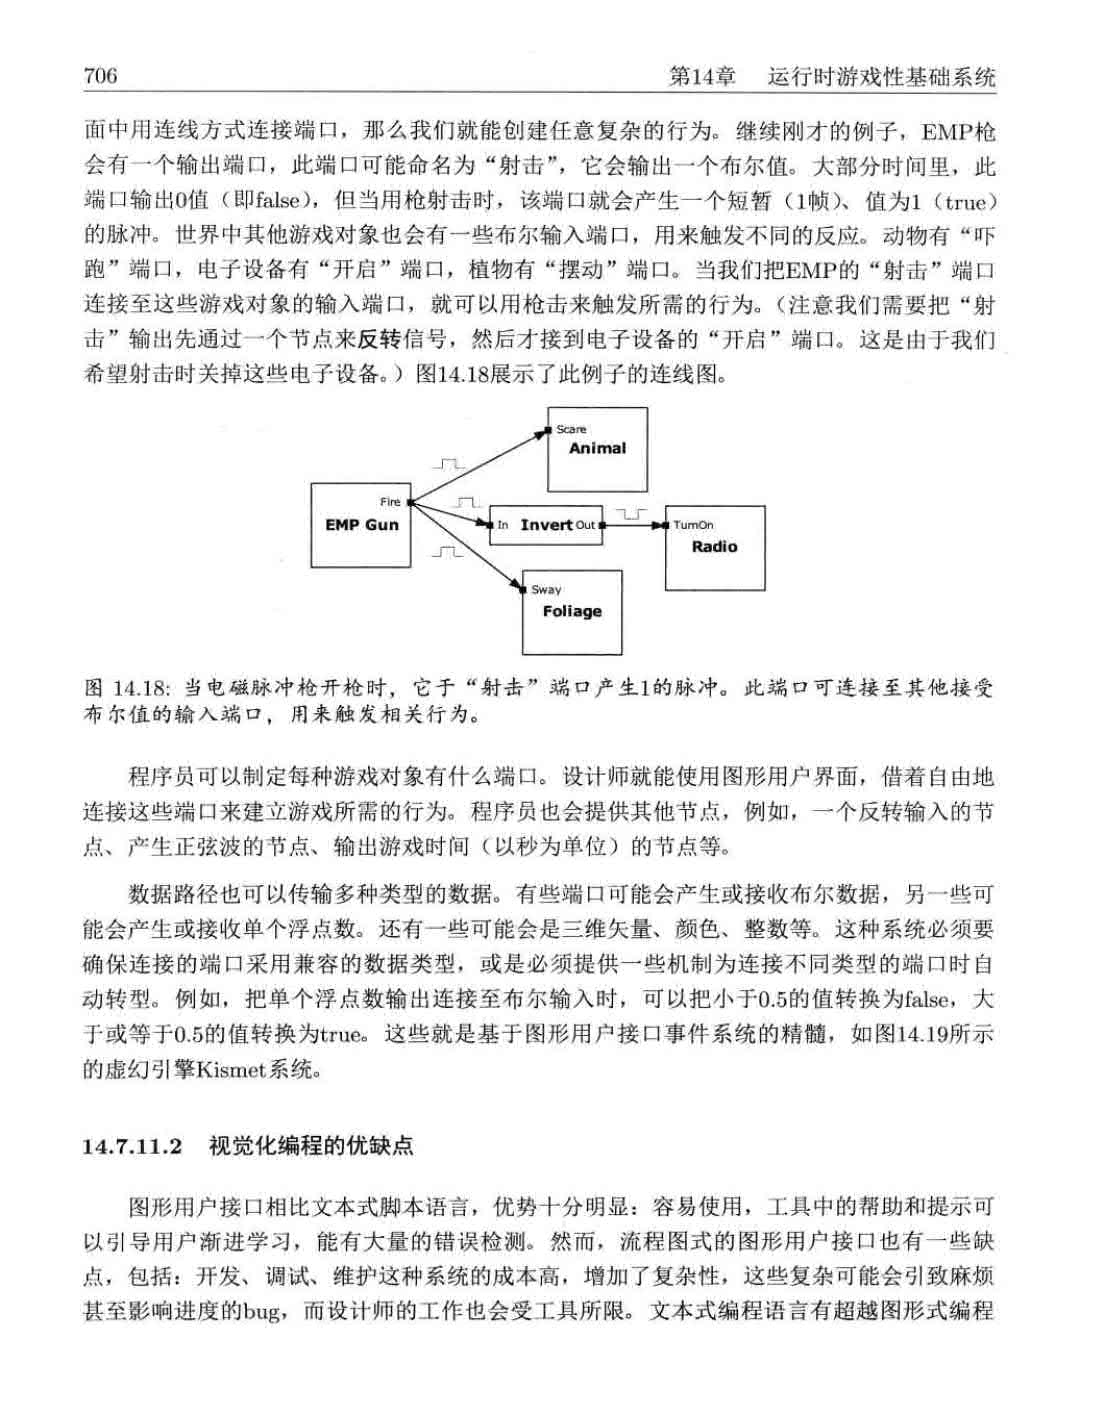 706 第14章 运行时游戏性基础系统
面中用连线方式连接端口，那么我们就能创建任意复杂的行为。继续刚才的例子，EMP枪
会有一个输出端口，此端口可能命名为“射击”，它会输出一个布尔值。大部分时间里，此
端口输出0值（即false），但当用枪射击时，该端口就会产生一个短暂（1帧）、值为1（true）
的脉冲。世界中其他游戏对象也会有一些布尔输入端口，用来触发不同的反应。动物有“吓
跑”端口，电子设备有“开启”端口，植物有“摆动”端口。当我们把EMP的“射击”端口
连接至这些游戏对象的输入端口，就可以用枪击来触发所需的行为。（注意我们需要把“射
击”输出先通过一个节点来反转信号，然后才接到电子设备的“开启”端口。这是由于我们
希望射击时关掉这些电子设备。）图14.18展示了此例子的连线图。
Scare
Animal
Fire
EMP Gun
In Invert Out
TurnOn
Radio
Sway
Foliage
图 14.18: 当电磁脉冲枪开枪时，它于“射击”端口产生1的脉冲。此端口可连接至其他接受
布尔值的输入端口，用来触发相关行为。
程序员可以制定每种游戏对象有什么端口。设计师就能使用图形用户界面，借着自由地
连接这些端口来建立游戏所需的行为。程序员也会提供其他节点，例如，一个反转输入的节
点、产生正弦波的节点、输出游戏时间（以秒为单位）的节点等。
数据路径也可以传输多种类型的数据。有些端口可能会产生或接收布尔数据，另一些可
能会产生或接收单个浮点数。还有一些可能会是三维矢量、颜色、整数等。这种系统必须要
确保连接的端口采用兼容的数据类型，或是必须提供一些机制为连接不同类型的端口时自
动转型。例如，把单个浮点数输出连接至布尔输入时，可以把小于0.5的值转换为false，大
于或等于0.5的值转换为true。这些就是基于图形用户接口事件系统的精髓，如图14.19所示
的虚幻引擎Kismet系统。
14.7.11.2 视觉化编程的优缺点
图形用户接口相比文本式脚本语言，优势十分明显：容易使用，工具中的帮助和提示可
以引导用户渐进学习，能有大量的错误检测。然而，流程图式的图形用户接口也有一些缺
点，包括：开发、调试、维护这种系统的成本高，增加了复杂性，这些复杂可能会引致麻烦
甚至影响进度的bug，而设计师的工作也会受工具所限。文本式编程语言有超越图形式编程